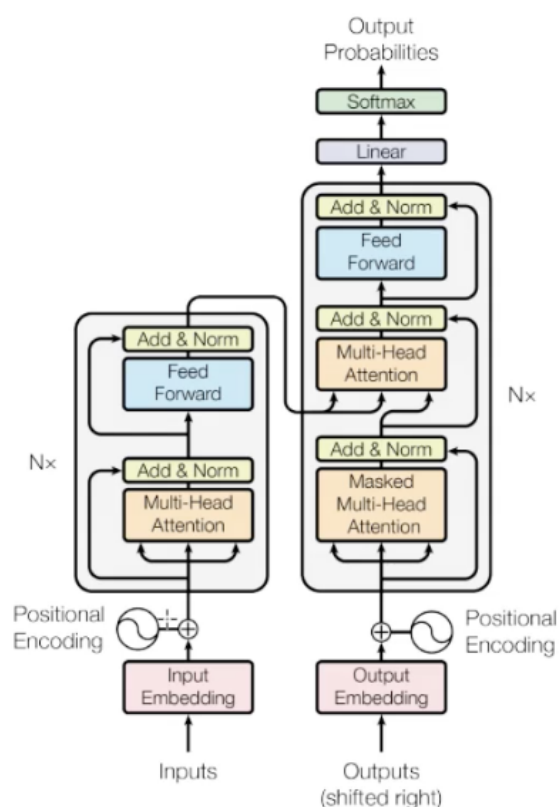 Output
Probabilities
Softmax
Linear
Add & Norm
Feed
Forward
Add & Norm
Multi-Head
Attention
Add & Norm
Masked
Multi-Head
Attention
Nx
Positional
Encoding
Output
Embedding
Outputs
(shifted right)
Add & Norm
Feed
Forward
Add & Norm
Multi-Head
Attention
Nx
Positional
Encoding
Input
Embedding
Inputs